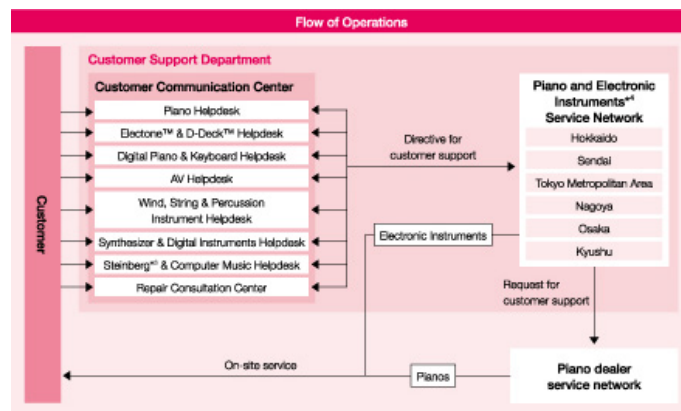 Flow of Operations
Customer Support Department
Customer Communication Center
Piano Helpdesk
Electone™ & D-Deck™ Helpdesk
Digital Piano & Keyboard Helpdesk
AV Helpdesk
Wind, String & Percussion
Instrument Helpdesk
Synthesizer & Digital Instruments Helpdesk
Steinberg*³ & Computer Music Helpdesk
Repair Consultation Center
Customer
Directive for
customer support
Piano and Electronic
Instruments*⁴
Service Network
Hokkaido
Sendai
Tokyo Metropolitan Area
Nagoya
Osaka
Kyushu
Electronic Instruments
Request for
customer support
On-site service
Pianos
Piano dealer
service network